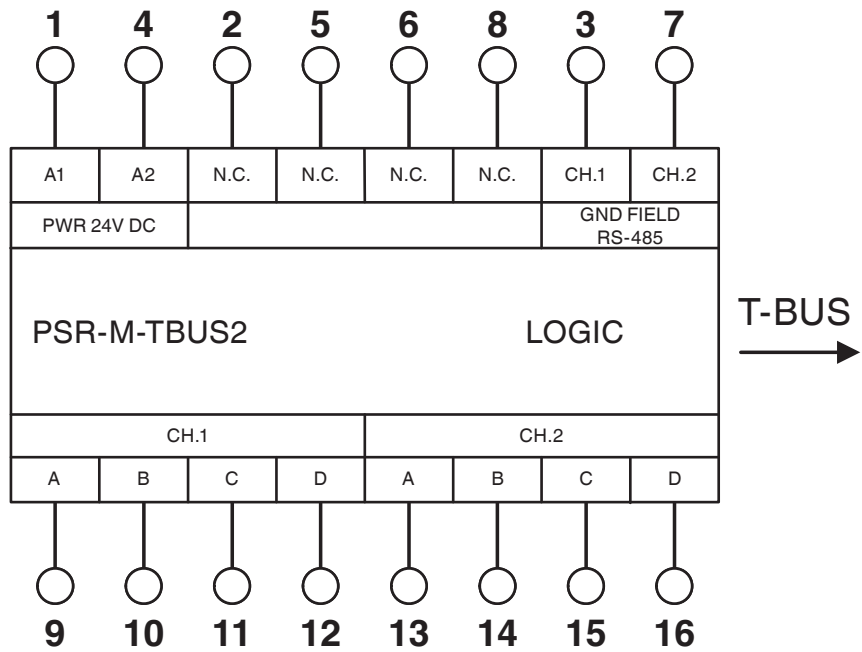 1 4 2 5 6 8 3 7
A1 A2 N.C. N.C. N.C. N.C. CH.1 CH.2
PWR 24V DC GND FIELD
RS-485
PSR-M-TBUS2 LOGIC T-BUS
CH.1 CH.2
A B C D A B C D
9 10 11 12 13 14 15 16